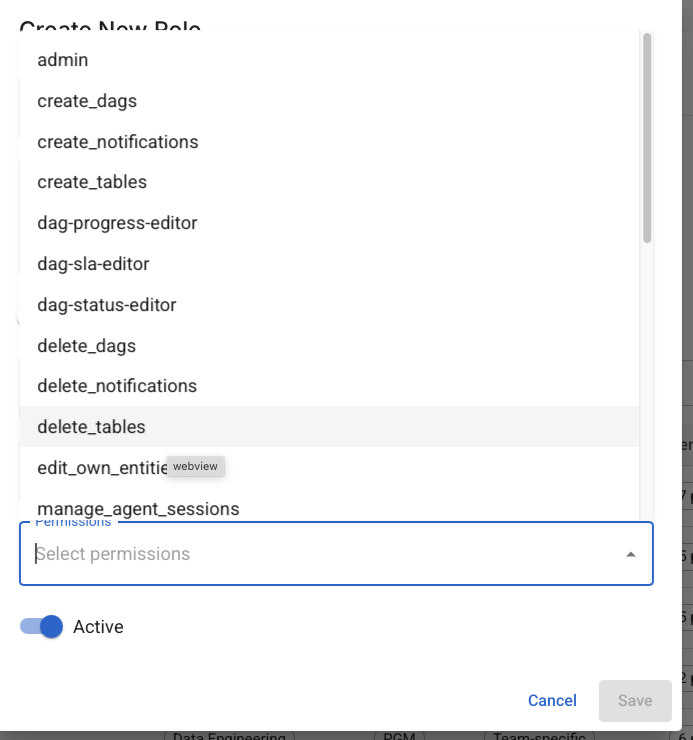 Create New Role
admin
create_dags
create_notifications
create_tables
dag-progress-editor
dag-sla-editor
dag-status-editor
delete_dags
delete_notifications
delete_tables
edit_own_entitie
webview
manage_agent_sessions
Permissions
Select permissions
Active
Cancel
Save
Data Engineering
PGM
Team-specific
6